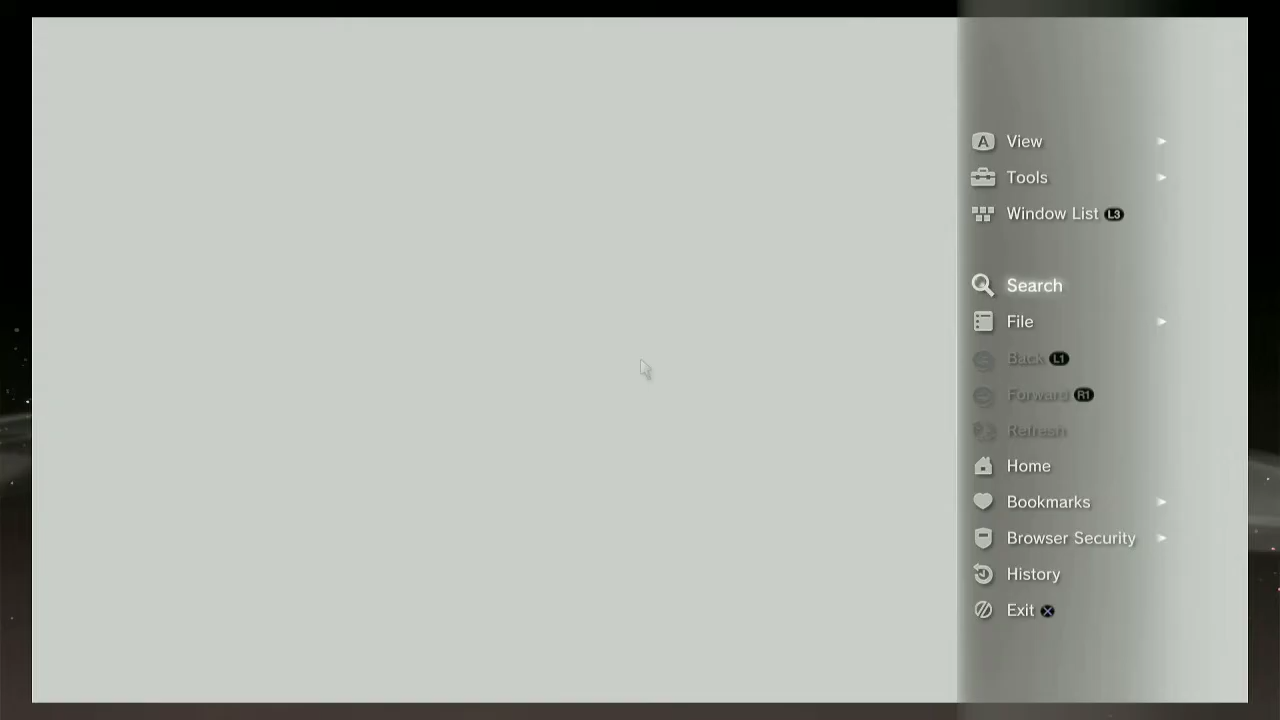 A View
Tools
Window List L3
Search
File
Back L1
Forward R1
Refresh
Home
Bookmarks
Browser Security
History
Exit